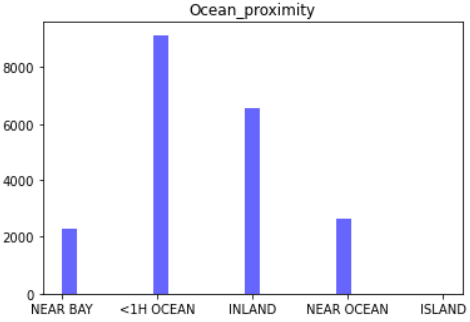 Ocean_proximity
8000
6000
4000
2000
0
NEAR BAY <1H OCEAN INLAND NEAR OCEAN ISLAND